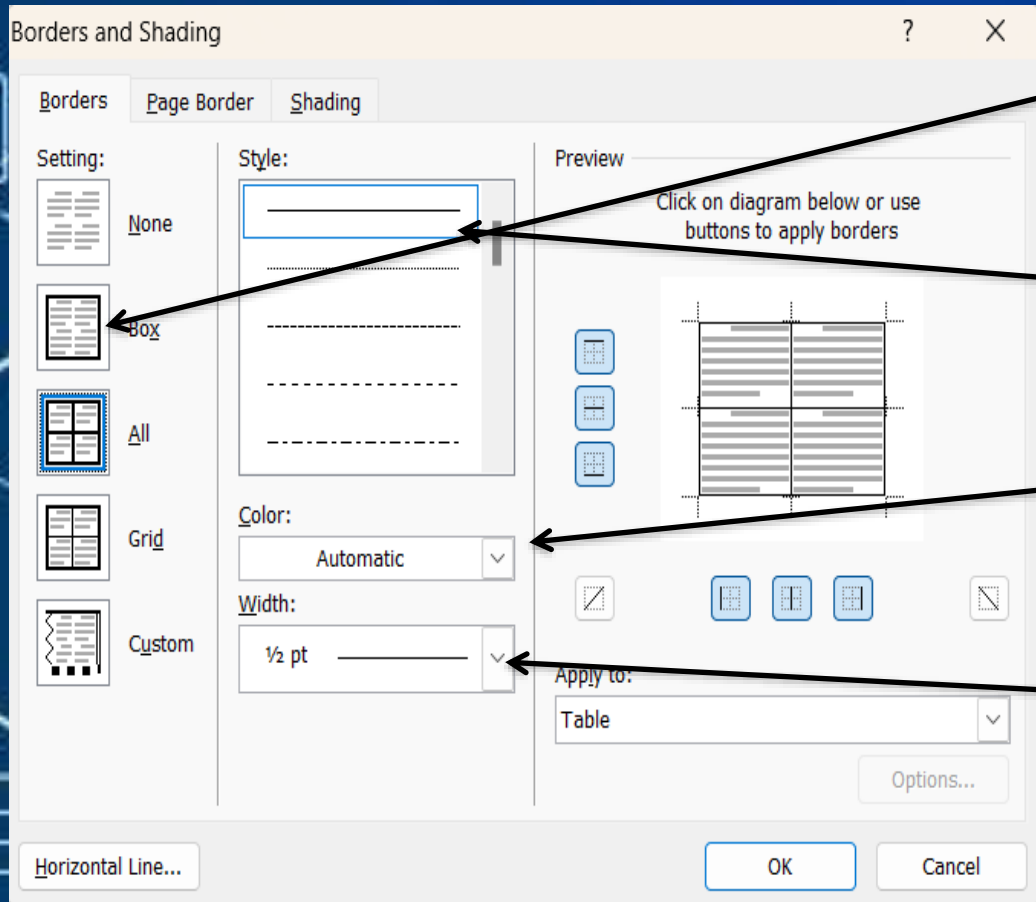 Borders and Shading
?
Borders
Page Border
Shading
Setting:
None
Box
All
Grid
Custom
Style:
Color:
Automatic
Width:
½ pt
Preview
Click on diagram below or use
buttons to apply borders
Apply to:
Table
Options...
Horizontal Line...
OK
Cancel